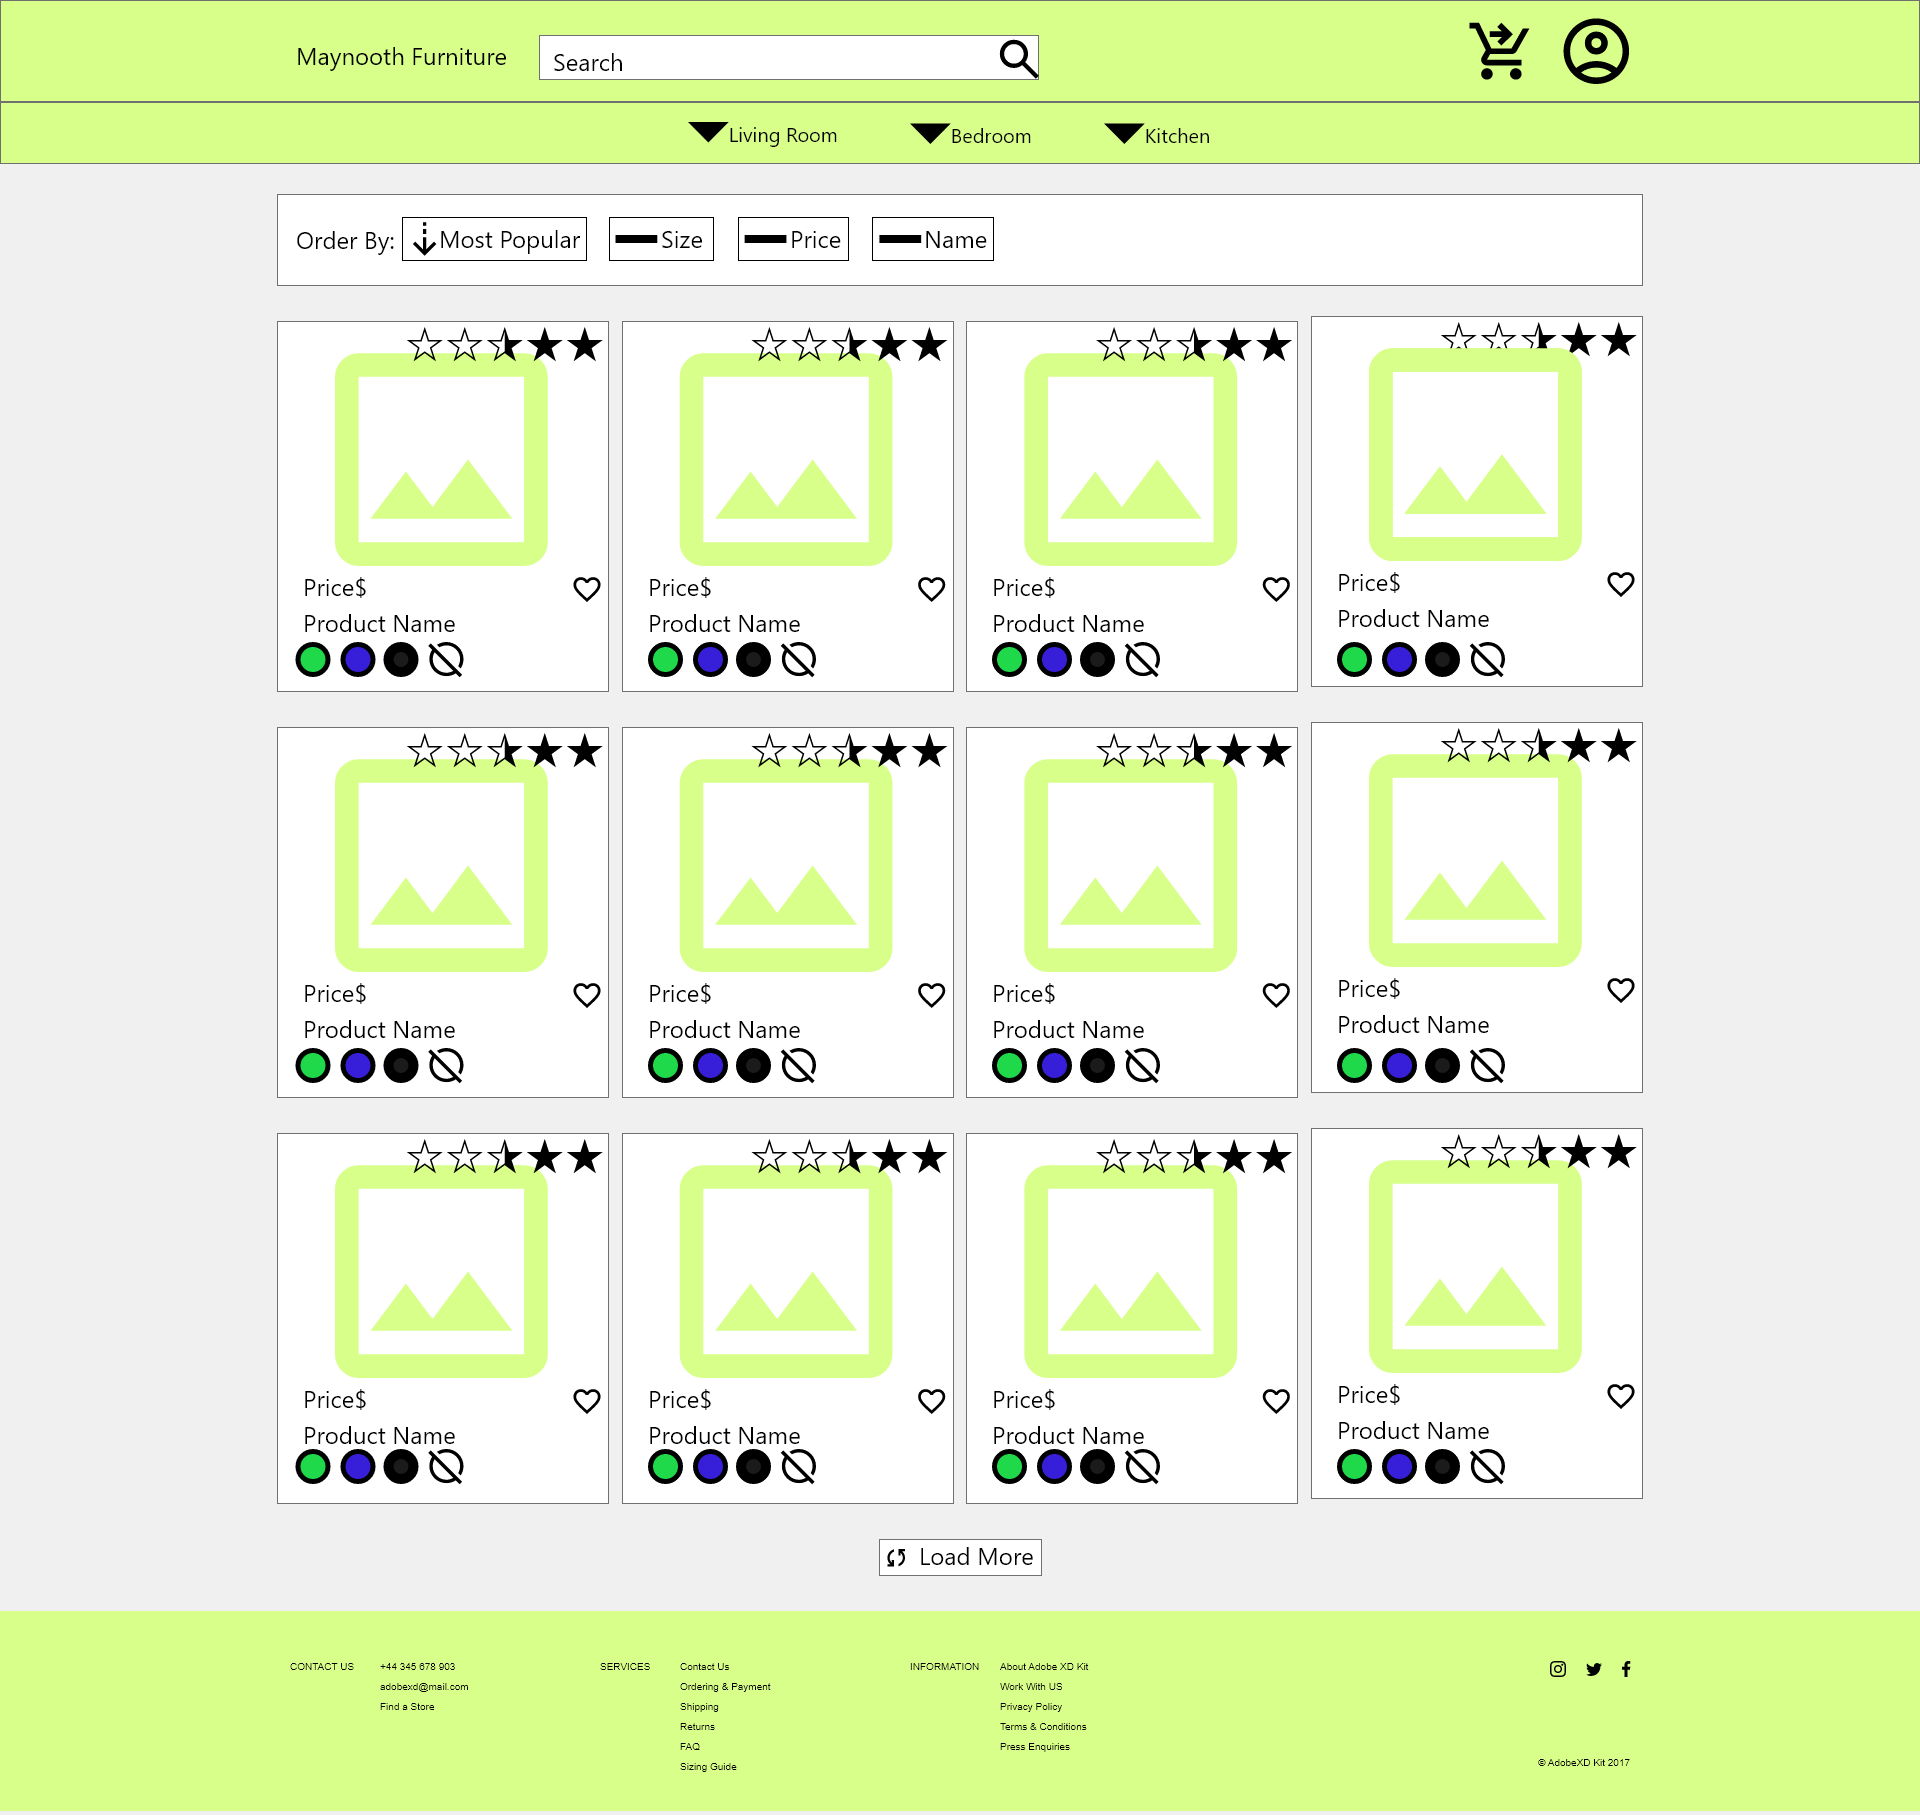 Maynooth Furniture
Search
Living Room
Bedroom
Kitchen
Order By:
Most Popular
Size
Price
Name
Price$
Product Name
Price$
Product Name
Price$
Product Name
Price$
Product Name
Price$
Product Name
Price$
Product Name
Price$
Product Name
Price$
Product Name
Price$
Product Name
Price$
Product Name
Price$
Product Name
Price$
Product Name
Load More
CONTACT US
+44 345 678 903
adobexd@mail.com
Find a Store
SERVICES
Contact Us
Ordering & Payment
Shipping
Returns
FAQ
Sizing Guide
INFORMATION
About Adobe XD Kit
Work With US
Privacy Policy
Terms & Conditions
Press Enquiries
© AdobeXD Kit 2017